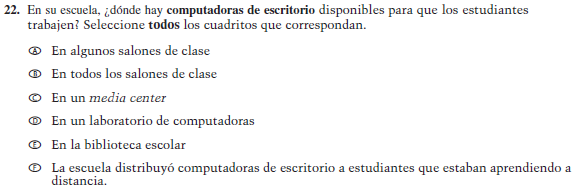 22. En su escuela, ¿dónde hay computadoras de escritorio disponibles para que los estudiantes
trabajen? Seleccione todos los cuadritos que correspondan.
A En algunos salones de clase
B En todos los salones de clase
C En un media center
D En un laboratorio de computadoras
E En la biblioteca escolar
F La escuela distribuyó computadoras de escritorio a estudiantes que estaban aprendiendo a
distancia.